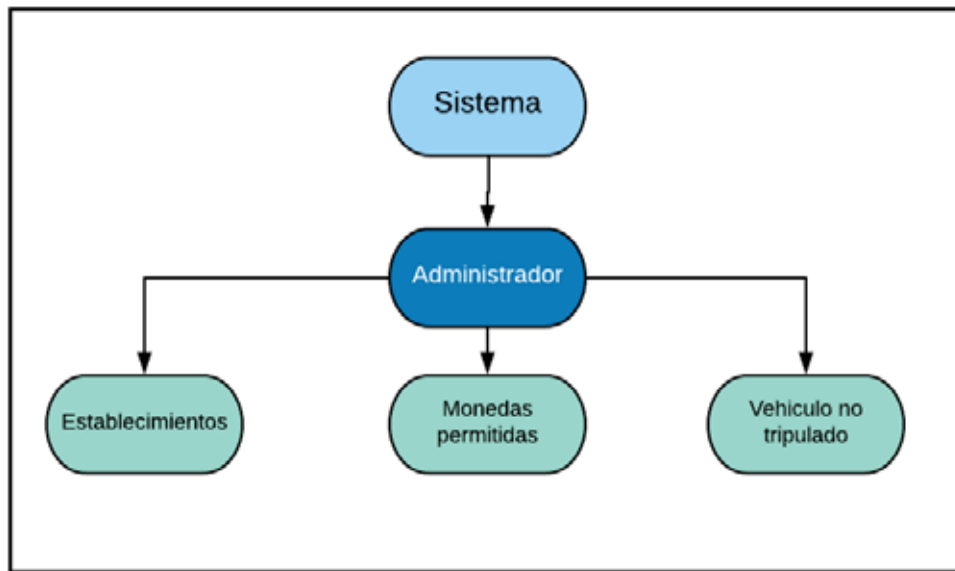 Sistema
Administrador
Establecimientos
Monedas
permitidas
Vehiculo no
tripulado